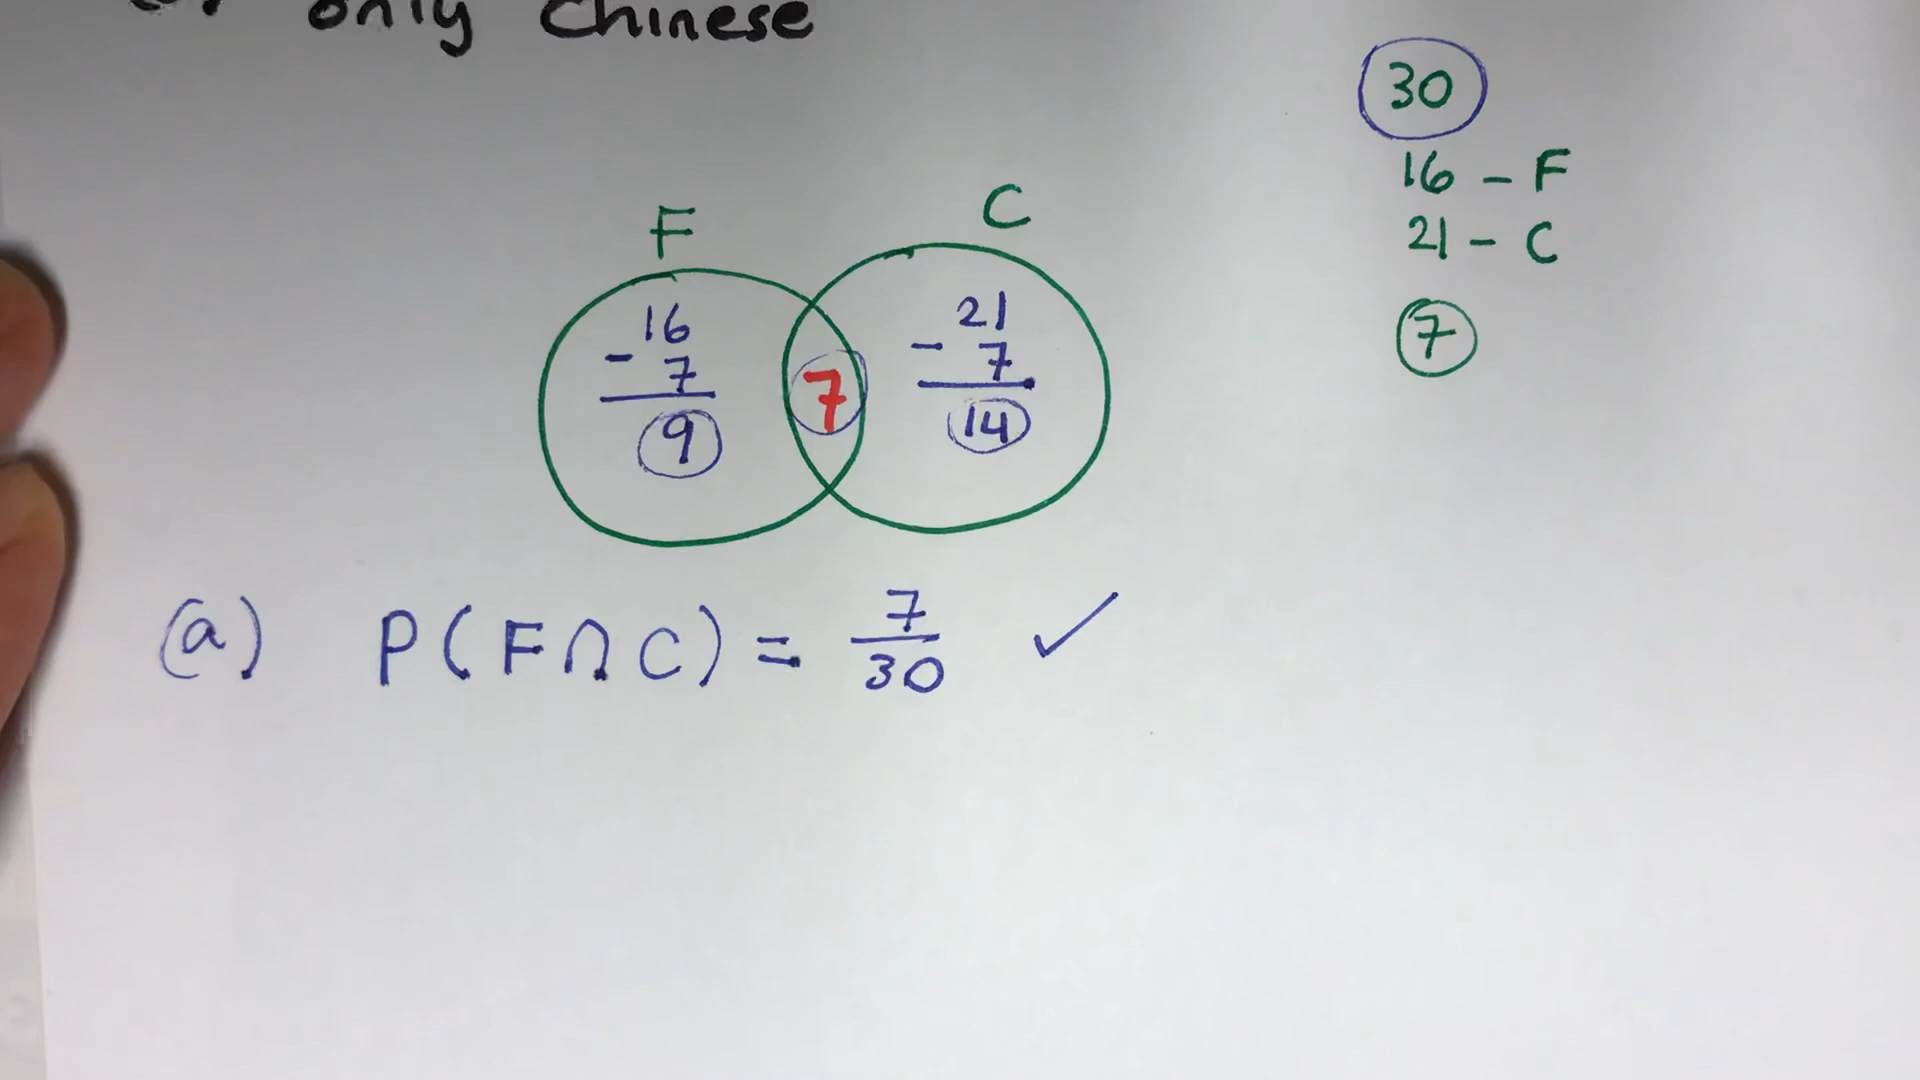 only Chinese
30
16 - F
21 - C
7
F C
16
- 7
9
7
21
- 7
14
(a) P(F∩C) = 7/30 ✓